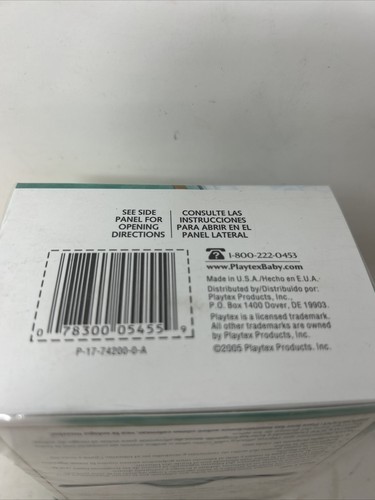 SEE SIDE
PANEL FOR
OPENING
DIRECTIONS
CONSULTE LAS
INSTRUCCIONES
PARA ABRIR EN EL
PANEL LATERAL
1-800-222-0453
www.PlaytexBaby.com
Made in U.S.A./Hecho en E.U.A.
Distributed by/Distribuido por:
Playtex Products, Inc.,
P.O. Box 1400 Dover, DE 19903.
Playtex is a licensed trademark.
All other trademarks are owned
by Playtex Products, Inc.
©2005 Playtex Products, Inc.
0 78300 05455 9
P-17-74200-0-A